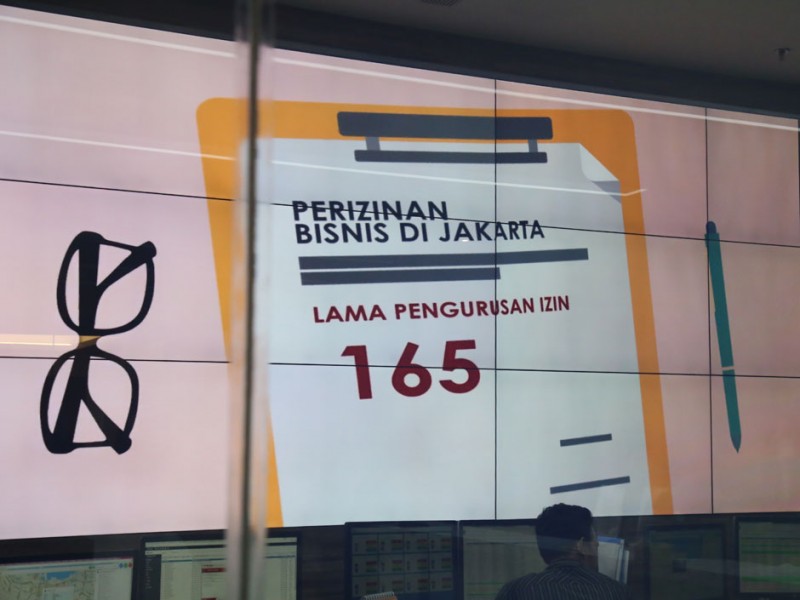 PERIZINAN
BISNIS DI JAKARTA
LAMA PENGURUSAN IZIN
165